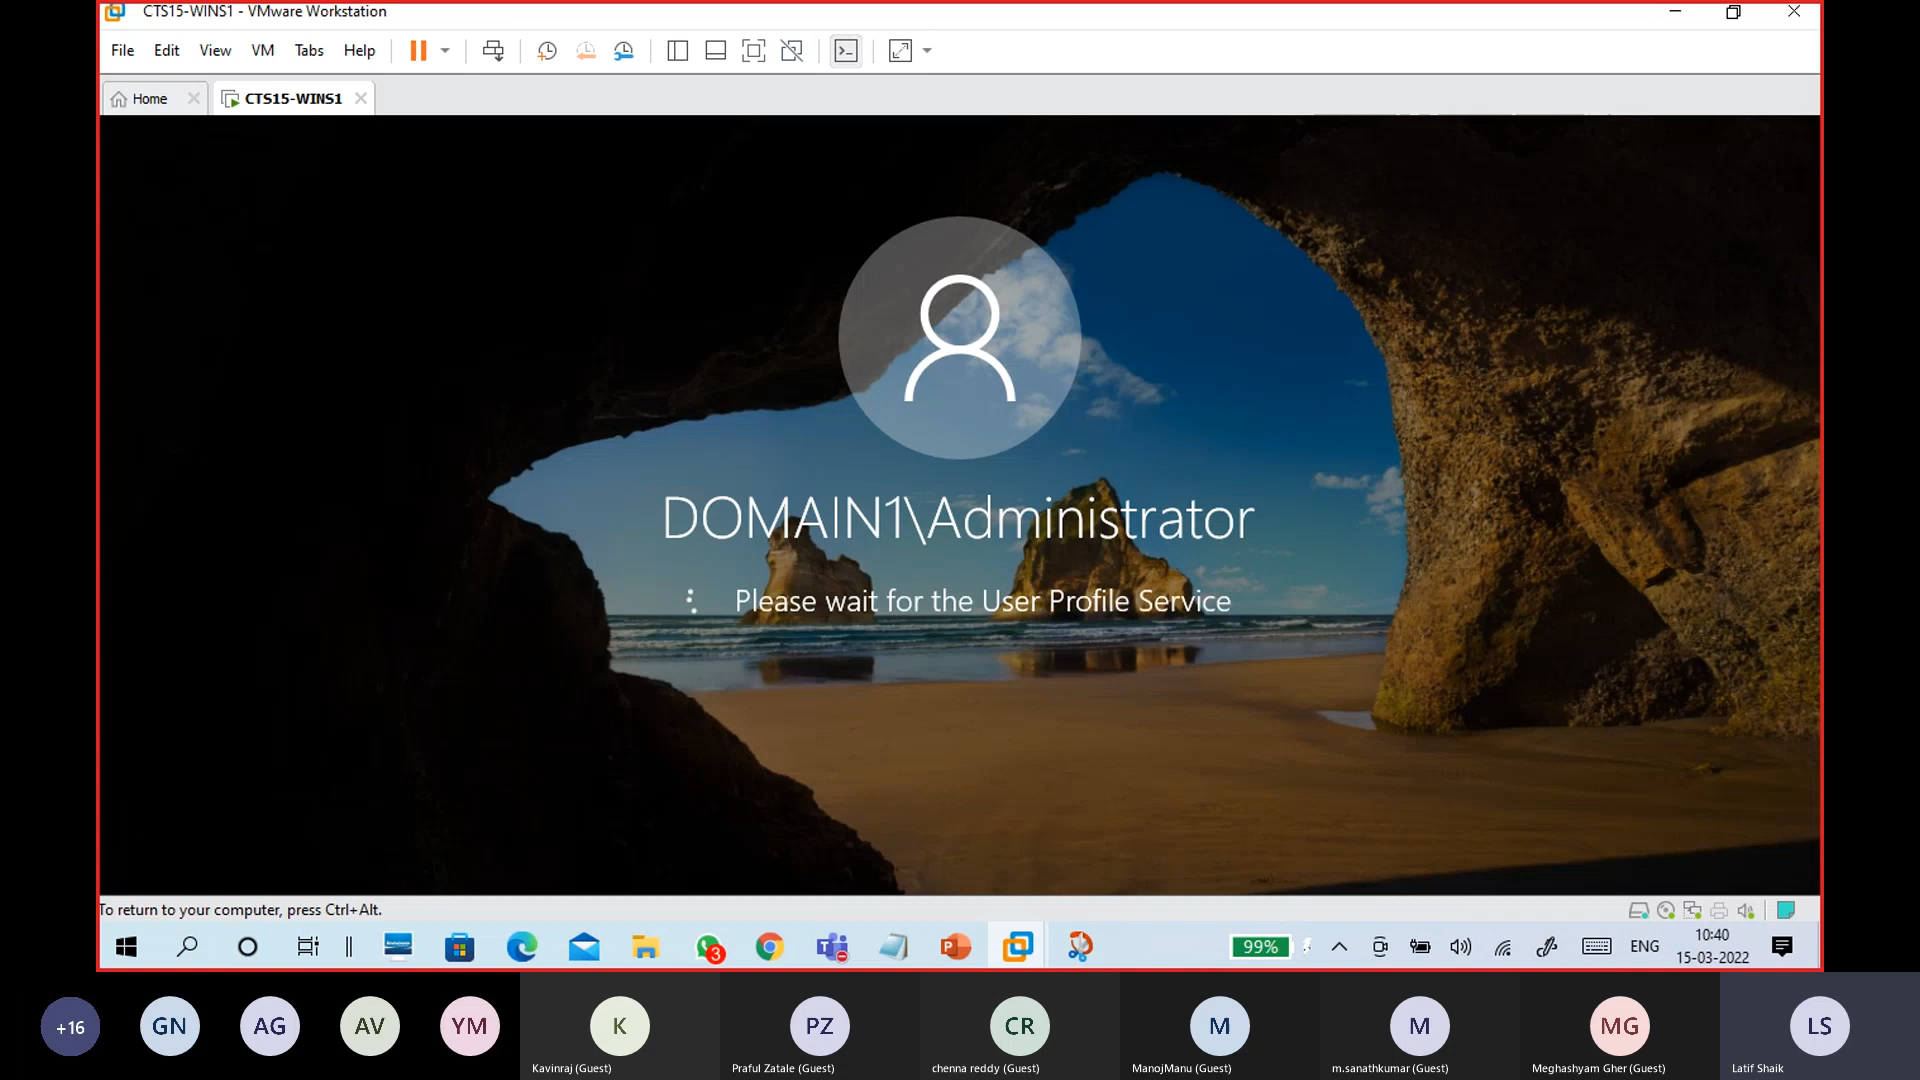 CTS15-WINS1 - VMware Workstation
File Edit View VM Tabs Help
Home CTS15-WINS1
DOMAIN1\Administrator
Please wait for the User Profile Service
To return to your computer, press Ctrl+Alt.
3
99%
ENG
10:40
15-03-2022
+16 GN AG AV YM K PZ CR M M MG LS
Kavinraj (Guest) Praful Zatale (Guest) chenna reddy (Guest) ManojManu (Guest) m.sanathkumar (Guest) Meghashyam Gher (Guest) Latif Shaik